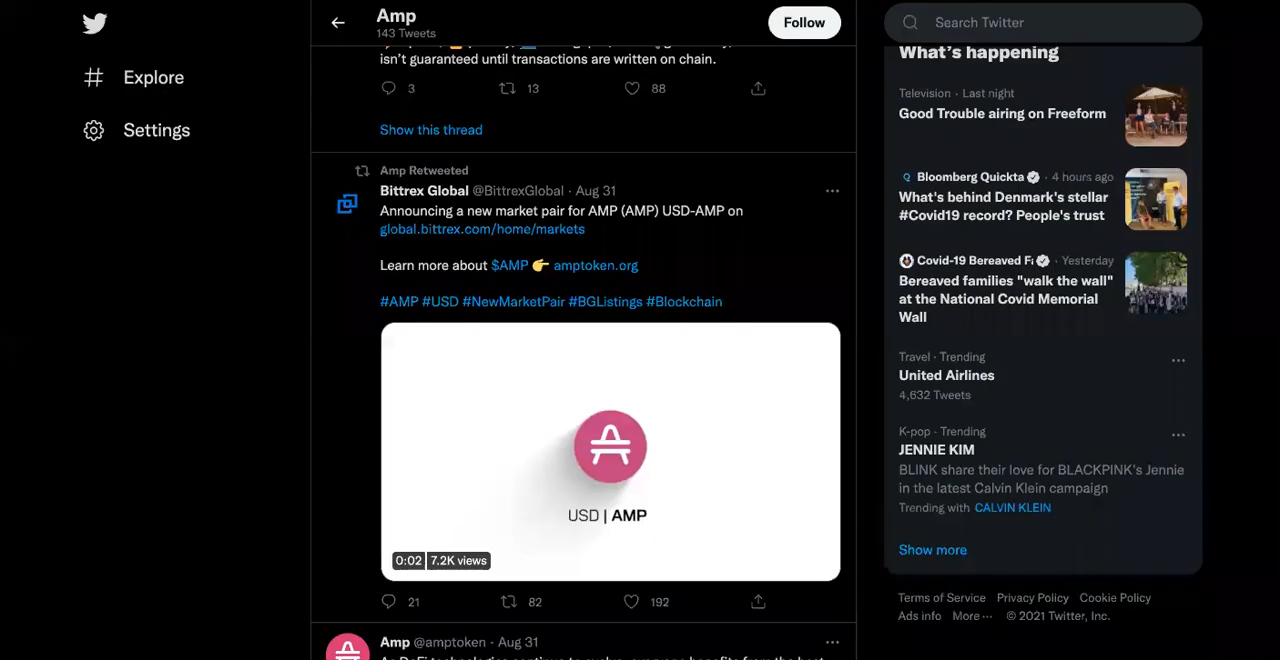 Explore
Settings
Amp
143 Tweets
Follow
isn't guaranteed until transactions are written on chain.
3 13 88
Show this thread
Amp Retweeted
Bittrex Global @BittrexGlobal · Aug 31
Announcing a new market pair for AMP (AMP) USD-AMP on
global.bittrex.com/home/markets
Learn more about $AMP 👉 amptoken.org
#AMP #USD #NewMarketPair #BGListings #Blockchain
USD | AMP
0:02 7.2K views
21 82 192
Amp @amptoken · Aug 31
Search Twitter
What's happening
Television · Last night
Good Trouble airing on Freeform
Bloomberg Quickta · 4 hours ago
What's behind Denmark's stellar
#Covid19 record? People's trust
Covid-19 Bereaved Fa · Yesterday
Bereaved families "walk the wall"
at the National Covid Memorial
Wall
Travel · Trending
United Airlines
4,632 Tweets
K-pop · Trending
JENNIE KIM
BLINK share their love for BLACKPINK's Jennie
in the latest Calvin Klein campaign
Trending with CALVIN KLEIN
Show more
Terms of Service Privacy Policy Cookie Policy
Ads info More ··· © 2021 Twitter, Inc.